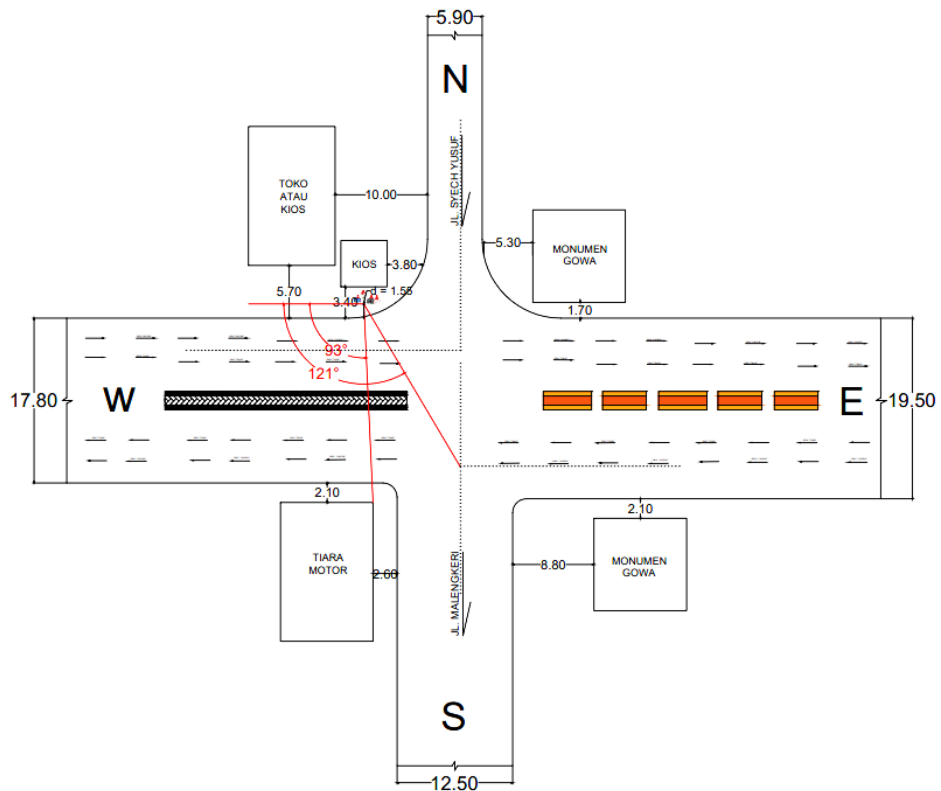 5.90
N
TOKO
ATAU
KIOS
10.00
JL. SYECH YUSUF
5.30
MONUMEN
GOWA
KIOS
3.80
5.70
3.40
d = 1.55
1.70
93°
121°
17.80
W
E
19.50
2.10
2.10
TIARA
MOTOR
2.60
8.80
MONUMEN
GOWA
JL. MALENGKERI
S
12.50